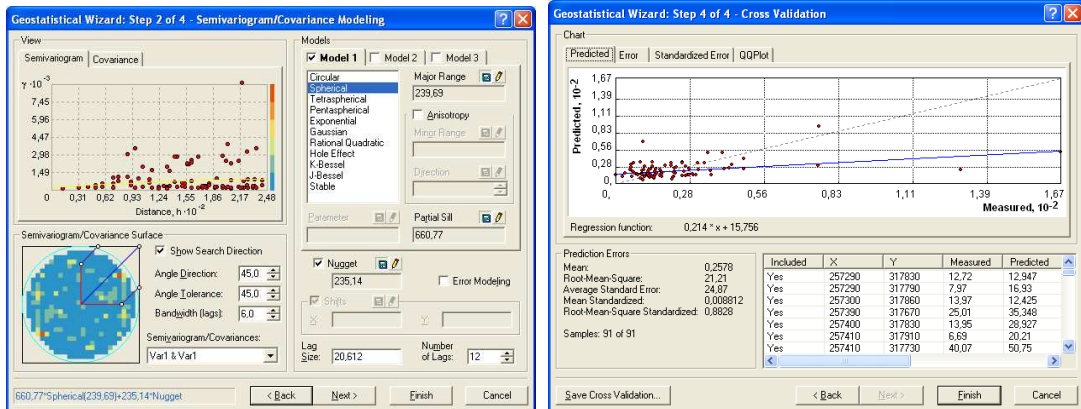 Geostatistical Wizard: Step 2 of 4 - Semivariogram/Covariance Modeling
View
Semivariogram Covariance
γ ·10 -3
7,45
5,96
4,47
2,98
1,49
0 0,31 0,62 0,93 1,24 1,55 1,86 2,17 2,48
Distance, h ·10 -2
Semivariogram/Covariance Surface
Show Search Direction
Angle Direction: 45,0
Angle Tolerance: 45,0
Bandwidth (lags): 6,0
Semivariogram/Covariances:
Var1 & Var1
Models
Model 1 Model 2 Model 3
Circular
Spherical
Tetraspherical
Pentaspherical
Exponential
Gaussian
Rational Quadratic
Hole Effect
K-Bessel
J-Bessel
Stable
Major Range
239,69
Anisotropy
Minor Range
Direction
Parameter
Partial Sill
660,77
Nugget
235,14
Error Modeling
Shifts
X: Y:
Lag Size: 20,612
Number of Lags: 12
660,77*Spherical(239,69)+235,14*Nugget
< Back Next > Finish Cancel
Geostatistical Wizard: Step 4 of 4 - Cross Validation
Chart
Predicted Error Standardized Error QQPlot
Predicted, 10 -2
1,67
1,39
1,11
0,83
0,56
0,28
0,
0, 0,28 0,56 0,83 1,11 1,39 1,67
Measured, 10 -2
Regression function: 0,214 * x + 15,756
Prediction Errors
Mean: 0,2578
Root-Mean-Square: 21,21
Average Standard Error: 24,87
Mean Standardized: 0,008812
Root-Mean-Square Standardized: 0,8828
Samples: 91 of 91
Included X Y Measured Predicted
Yes 257290 317830 12,72 12,947
Yes 257290 317790 7,97 16,93
Yes 257300 317860 13,97 12,425
Yes 257390 317670 25,01 35,348
Yes 257400 317830 13,95 28,927
Yes 257410 317910 6,69 20,21
Yes 257410 317730 40,07 50,75
Save Cross Validation...
< Back Next > Finish Cancel